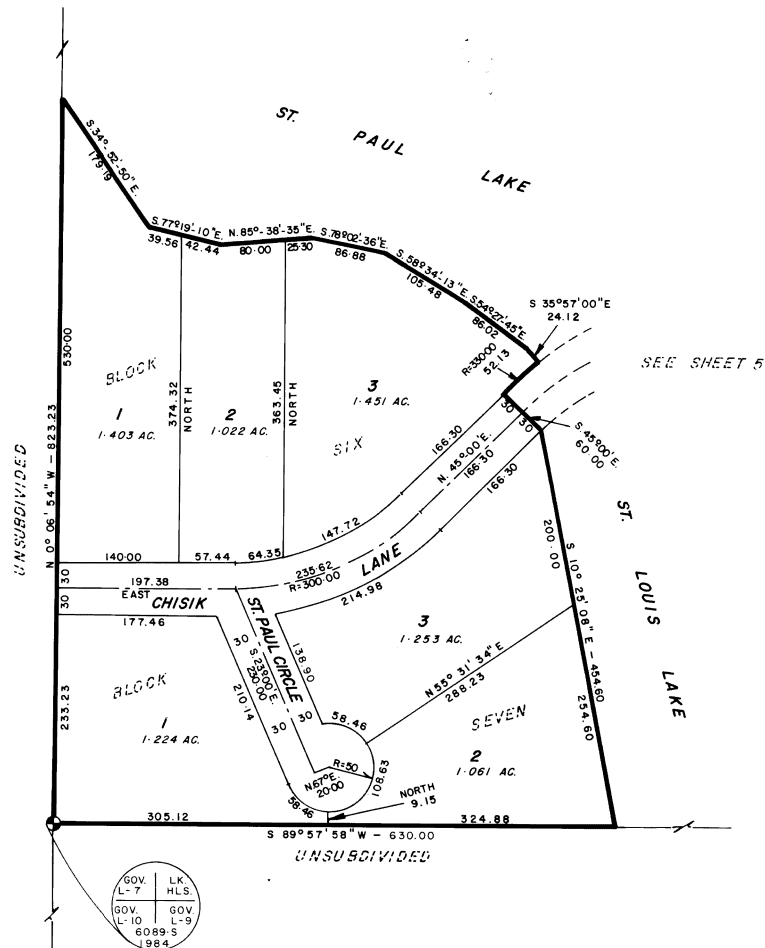 ST. PAUL LAKE
S. 34°- 52'-50" E.
179.19
S. 77°19'-10"E.
N. 85°- 38'-35"E.
S.78°02'-36"E.
S. 58°34'-13"E.
S.54°27'-45"E.
39.56
42.44
80.00
25.30
86.88
105.48
86.02
S 35°57'00"E
24.12
R=330.00
52.13
SEE SHEET 5
530.00
BLOCK
1
1.403 AC.
374.32
NORTH
2
1.022 AC.
363.45
NORTH
3
1.451 AC.
SIX
166.30
N. 45°-00'E.
166.30
166.30
30
30
S.45°00'E.
60.00
UNSUBDIVIDED
N 0° 06' 54" W - 823.23
ST. LOUIS LAKE
140.00
57.44
64.35
147.72
30
30
197.38
EAST
CHISIK LANE
235.62
R=300.00
214.98
177.46
200.00
S 10° 25' 08" E - 454.60
254.60
ST. PAUL CIRCLE
30
S.23°00'E.
230.00
30
30
138.90
210.14
3
1.253 AC.
N55° 31' 34" E
288.23
BLOCK
1
1.224 AC.
233.23
58.46
R=50
N.67°E.
20.00
108.63
58.46
SEVEN
2
1.061 AC.
NORTH
9.15
305.12
324.88
S 89° 57' 58" W - 630.00
UNSUBDIVIDED
GOV. L-7
LK. HLS.
GOV. L-10
GOV. L-9
6089-S
1984